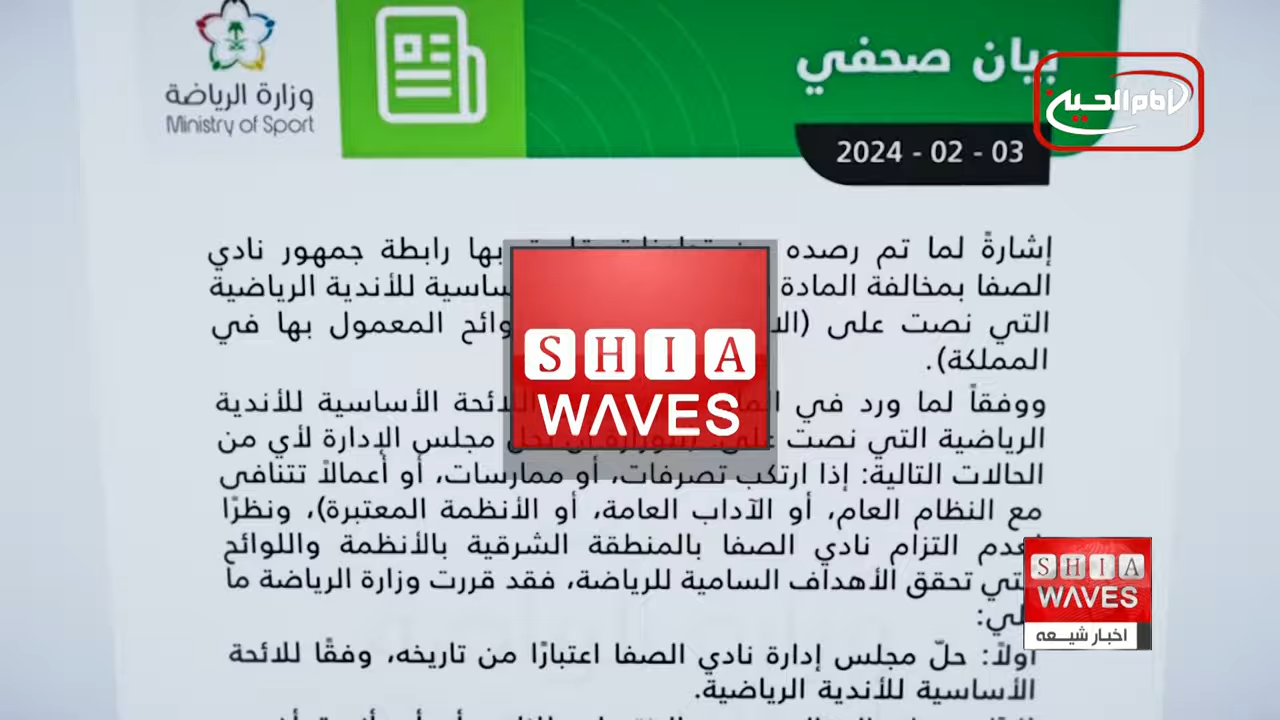 وزارة الرياضة
Ministry of Sport
بيان صحفي
2024 - 02 - 03
الإمام الحسين
إشارةً لما تم رصده بها رابطة جمهور نادي
الصفا بمخالفة المادة الأساسية للأندية الرياضية
التي نصت على المعمول بها في
المملكة).
ووفقاً لما ورد في اللائحة الأساسية للأندية
الرياضية التي نصت على: مجلس الإدارة لأي من
الحالات التالية: إذا ارتكب تصرفات، أو ممارسات، أو أعمالاً تتنافى
مع النظام العام، أو الآداب العامة، أو الأنظمة المعتبرة)، ونظرًا
لعدم التزام نادي الصفا بالمنطقة الشرقية بالأنظمة واللوائح
التي تحقق الأهداف السامية للرياضة، فقد قررت وزارة الرياضة ما
يلي:
أولاً: حلّ مجلس إدارة نادي الصفا اعتبارًا من تاريخه، وفقًا للائحة
الأساسية للأندية الرياضية.
SHIA
WAVES
SHIA
WAVES
اخبار شیعه